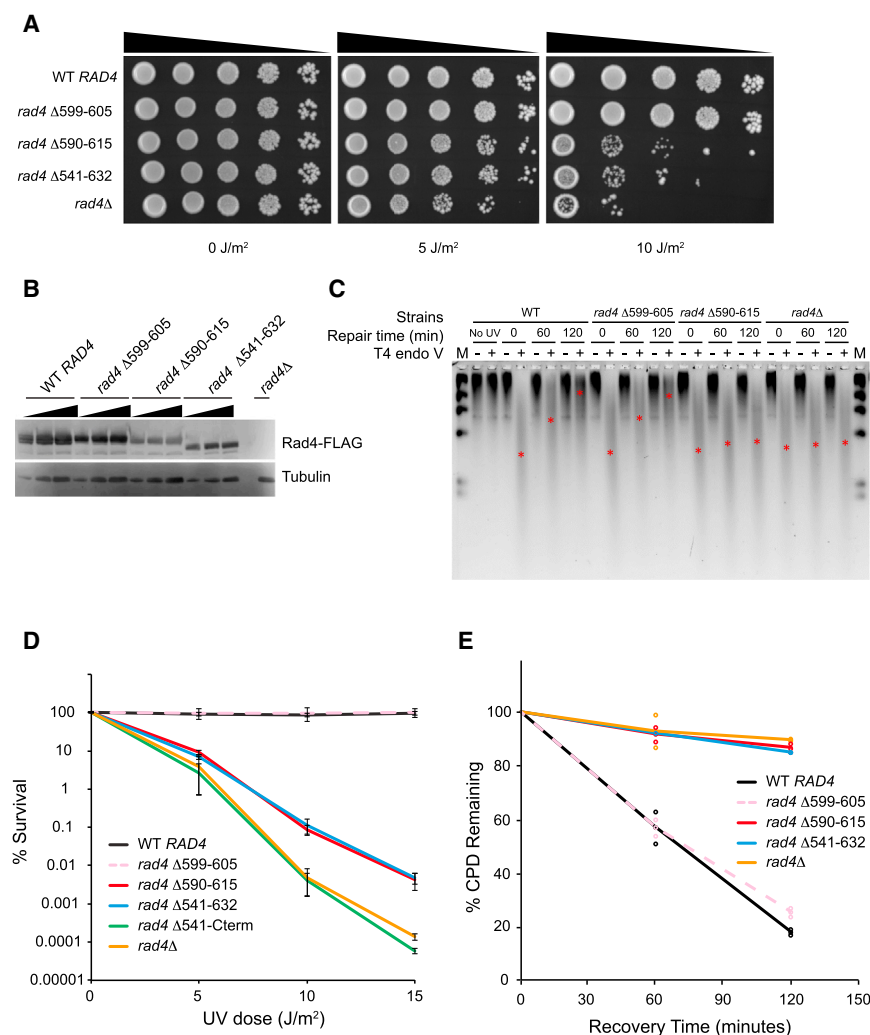 A
WT RAD4
rad4 Δ599-605
rad4 Δ590-615
rad4 Δ541-632
rad4Δ
0 J/m²
5 J/m²
10 J/m²
B
WT RAD4
rad4 Δ599-605
rad4 Δ590-615
rad4 Δ541-632
rad4Δ
Rad4-FLAG
Tubulin
C
Strains
WT
rad4 Δ599-605
rad4 Δ590-615
rad4Δ
Repair time (min)
No UV 0 60 120 0 60 120 0 60 120 0 60 120
T4 endo V
M - + - + - + - + - + - + - + - + - + - + - + - + - + M
* * * * * * * * * * * *
D
% Survival
100
10
1
0.1
0.01
0.001
0.0001
0.00001
0 5 10 15
UV dose (J/m²)
WT RAD4
rad4 Δ599-605
rad4 Δ590-615
rad4 Δ541-632
rad4 Δ541-Cterm
rad4Δ
E
% CPD Remaining
100
80
60
40
20
0
0 30 60 90 120 150
Recovery Time (minutes)
WT RAD4
rad4 Δ599-605
rad4 Δ590-615
rad4 Δ541-632
rad4Δ